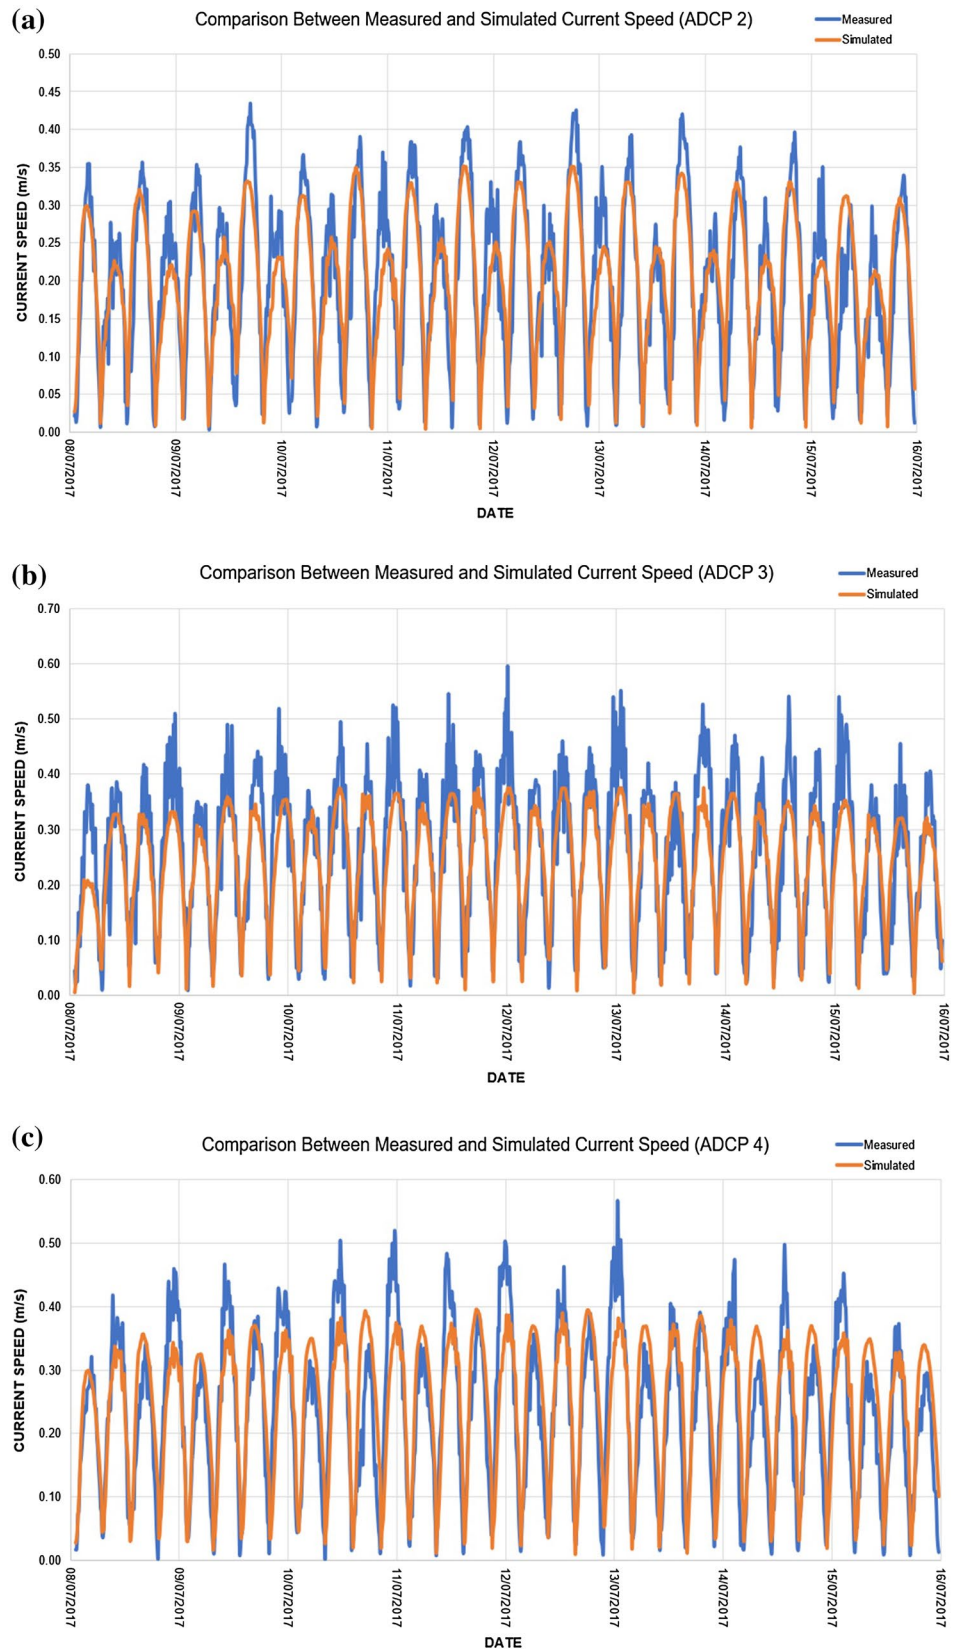 (a)
Comparison Between Measured and Simulated Current Speed (ADCP 2)
Measured
Simulated
0.50
0.45
0.40
0.35
0.30
0.25
0.20
0.15
0.10
0.05
0.00
CURRENT SPEED (m/s)
08/07/2017
09/07/2017
10/07/2017
11/07/2017
12/07/2017
13/07/2017
14/07/2017
15/07/2017
16/07/2017
DATE
(b)
Comparison Between Measured and Simulated Current Speed (ADCP 3)
Measured
Simulated
0.70
0.60
0.50
0.40
0.30
0.20
0.10
0.00
CURRENT SPEED (m/s)
08/07/2017
09/07/2017
10/07/2017
11/07/2017
12/07/2017
13/07/2017
14/07/2017
15/07/2017
16/07/2017
DATE
(c)
Comparison Between Measured and Simulated Current Speed (ADCP 4)
Measured
Simulated
0.60
0.50
0.40
0.30
0.20
0.10
0.00
CURRENT SPEED (m/s)
08/07/2017
09/07/2017
10/07/2017
11/07/2017
12/07/2017
13/07/2017
14/07/2017
15/07/2017
16/07/2017
DATE